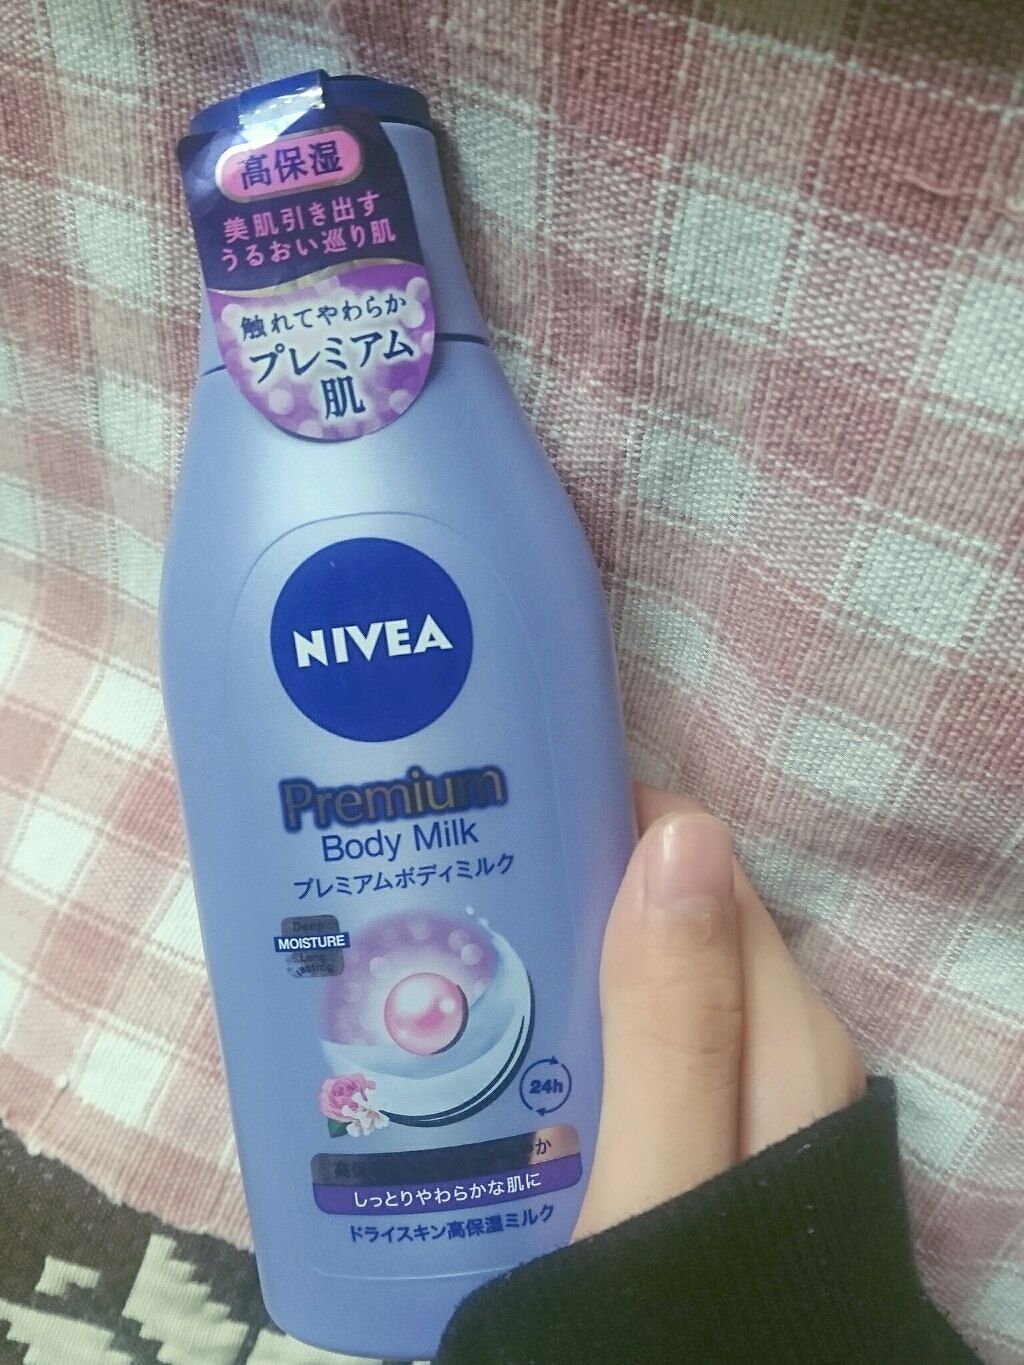 高保湿
美肌引き出す
うるおい巡り肌
触れてやわらか
プレミアム
肌
NIVEA
Premium
Body Milk
プレミアムボディミルク
Deep
MOISTURE
Long
lasting
24h
高保
か
しっとりやわらかな肌に
ドライスキン高保湿ミルク